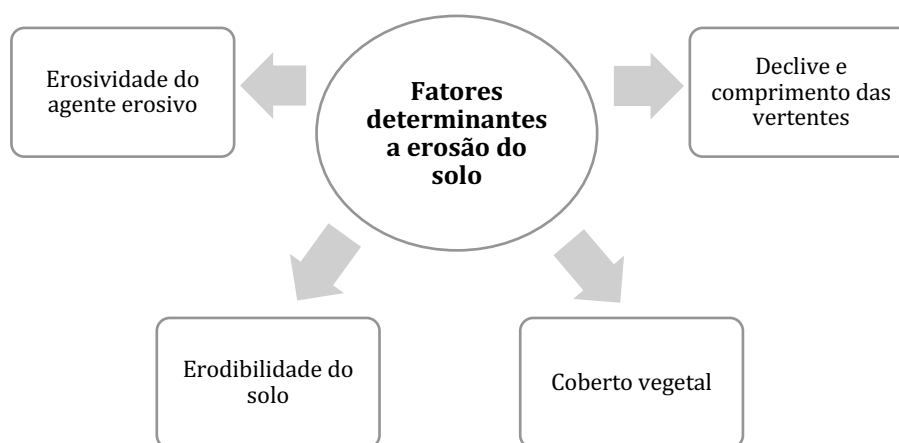 Erosividade do
agente erosivo
Fatores
determinantes
a erosão do
solo
Declive e
comprimento das
vertentes
Erodibilidade do
solo
Coberto vegetal